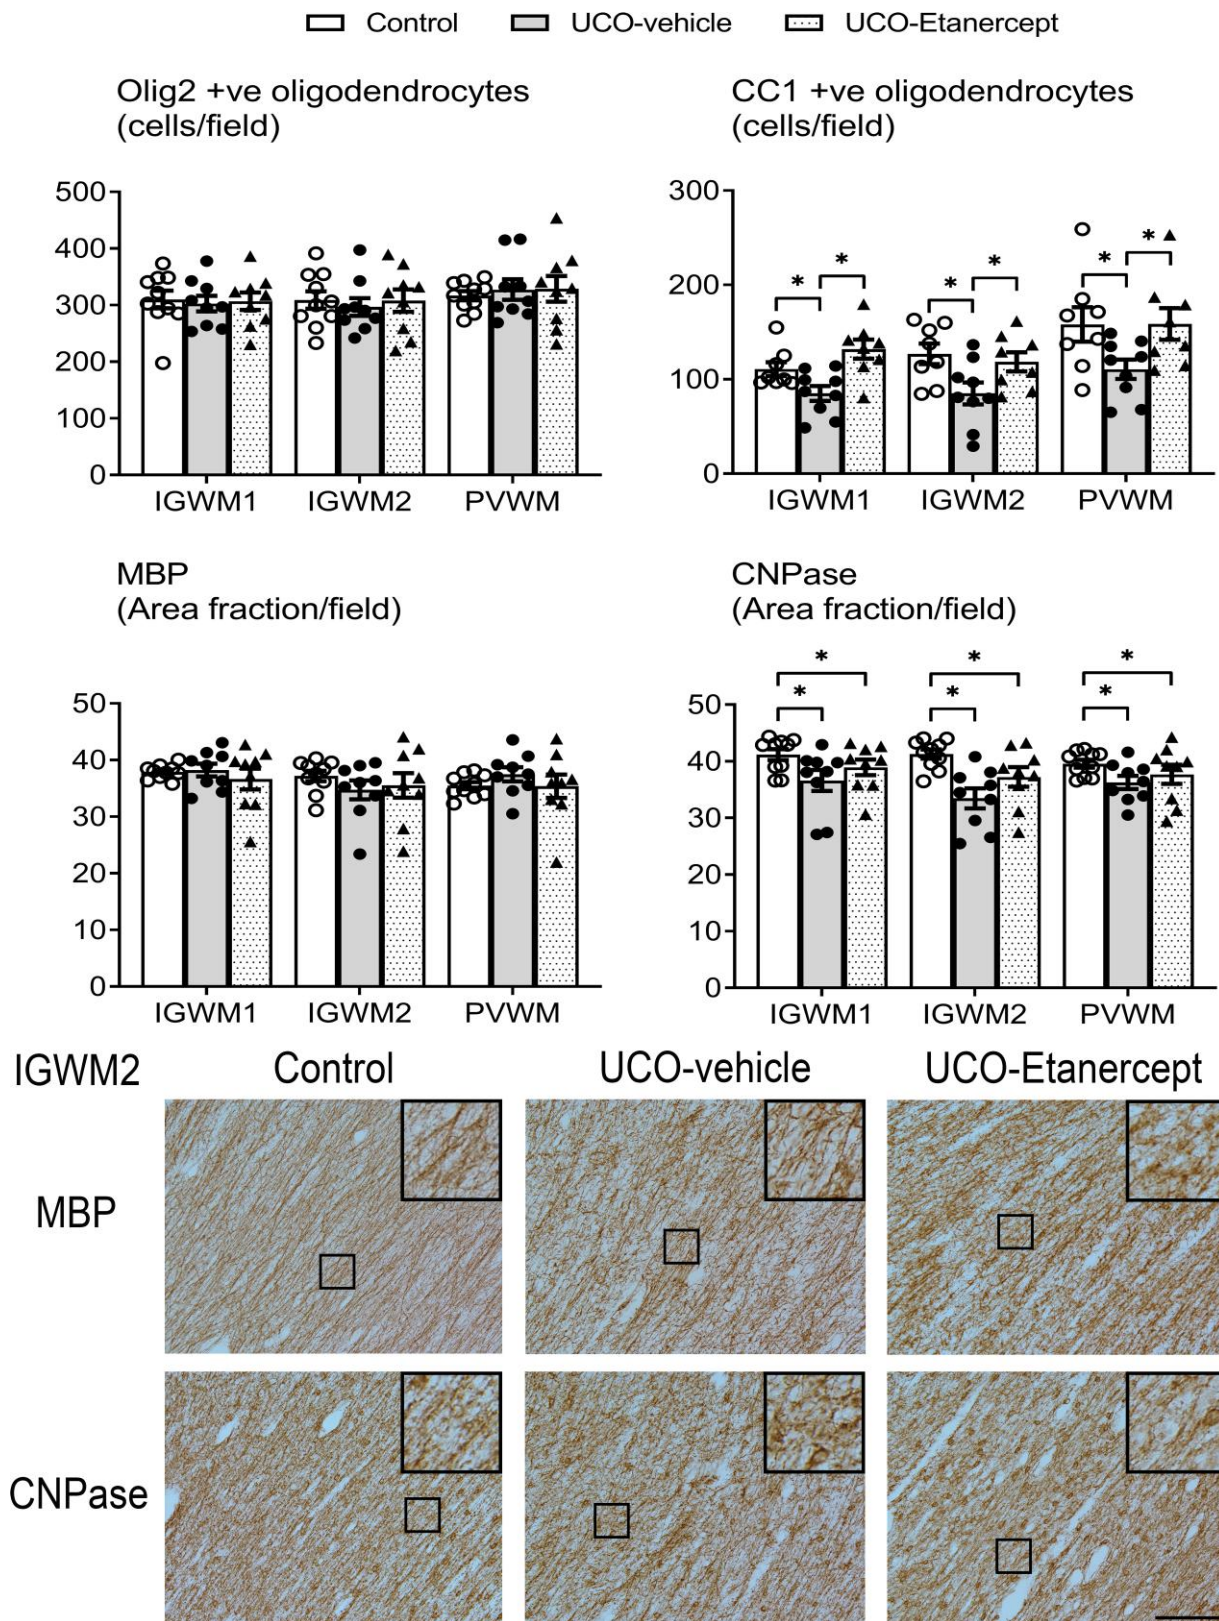 Control UCO-vehicle UCO-Etanercept
Olig2 +ve oligodendrocytes
(cells/field)
500
400
300
200
100
0
IGWM1 IGWM2 PVWM
CC1 +ve oligodendrocytes
(cells/field)
300
200
100
0
* * * * * *
IGWM1 IGWM2 PVWM
MBP
(Area fraction/field)
50
40
30
20
10
0
IGWM1 IGWM2 PVWM
CNPase
(Area fraction/field)
50
40
30
20
10
0
* * *
* * *
IGWM1 IGWM2 PVWM
IGWM2 Control UCO-vehicle UCO-Etanercept
MBP
CNPase